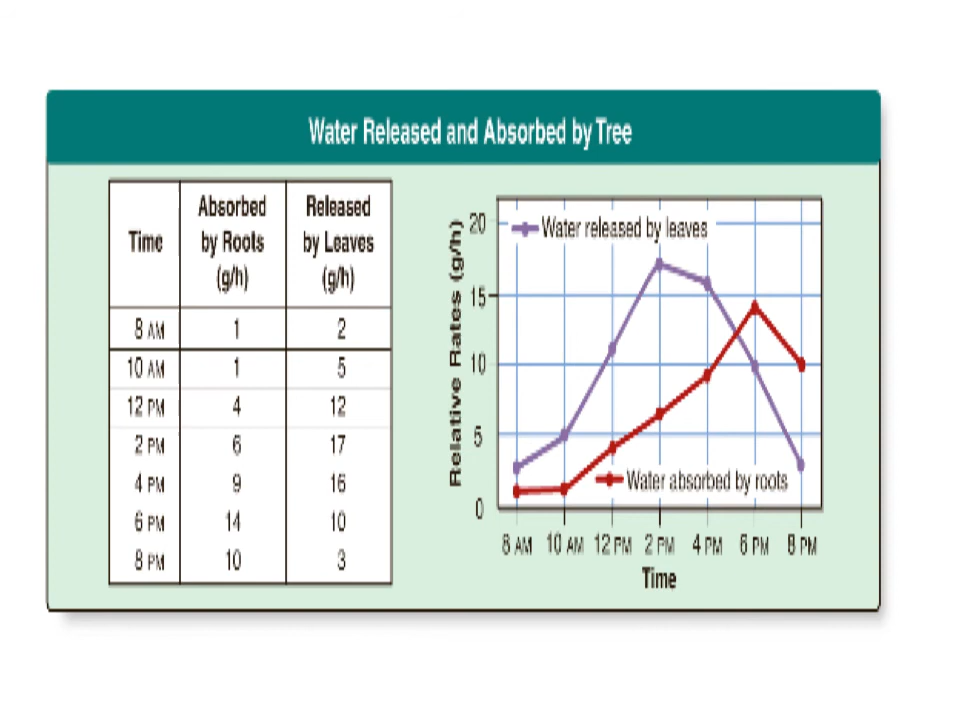 Water Released and Absorbed by Tree
Time
Absorbed
by Roots
(g/h)
Released
by Leaves
(g/h)
8 AM 1 2
10 AM 1 5
12 PM 4 12
2 PM 6 17
4 PM 9 16
6 PM 14 10
8 PM 10 3
Relative Rates (g/h)
20
15
10
5
0
Water released by leaves
Water absorbed by roots
8 AM 10 AM 12 PM 2 PM 4 PM 6 PM 8 PM
Time